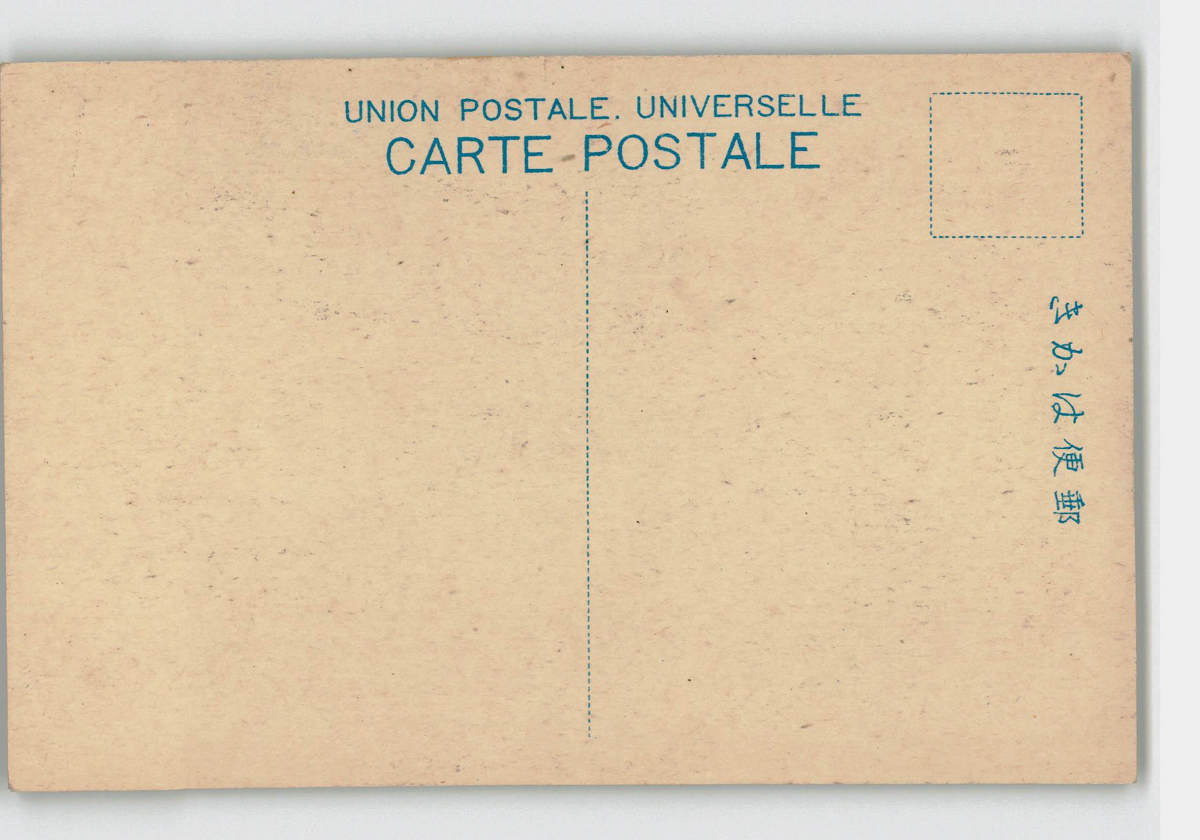 UNION POSTALE. UNIVERSELLE
CARTE POSTALE
郵便はかき